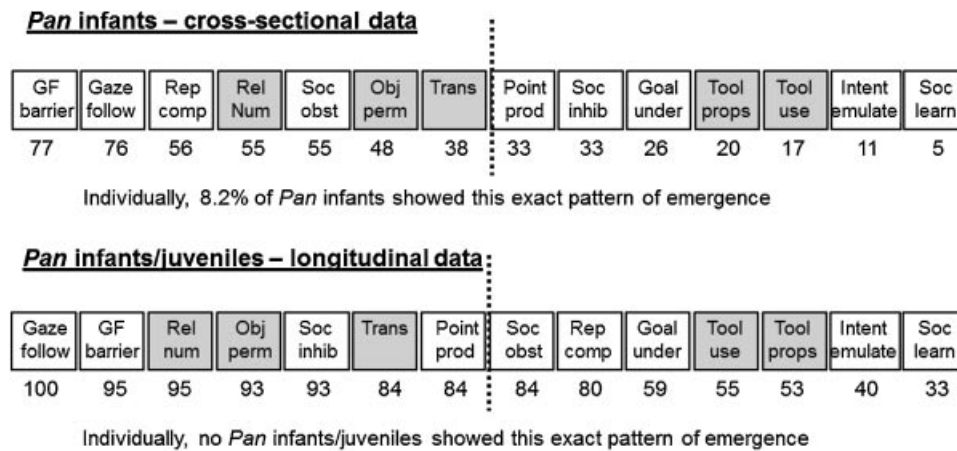 Pan infants – cross-sectional data
GF barrier Gaze follow Rep comp Rel Num Soc obst Obj perm Trans Point prod Soc inhib Goal under Tool props Tool use Intent emulate Soc learn
77 76 56 55 55 48 38 33 33 26 20 17 11 5
Individually, 8.2% of Pan infants showed this exact pattern of emergence
Pan infants/juveniles – longitudinal data
Gaze follow GF barrier Rel num Obj perm Soc inhib Trans Point prod Soc obst Rep comp Goal under Tool use Tool props Intent emulate Soc learn
100 95 95 93 93 84 84 84 80 59 55 53 40 33
Individually, no Pan infants/juveniles showed this exact pattern of emergence